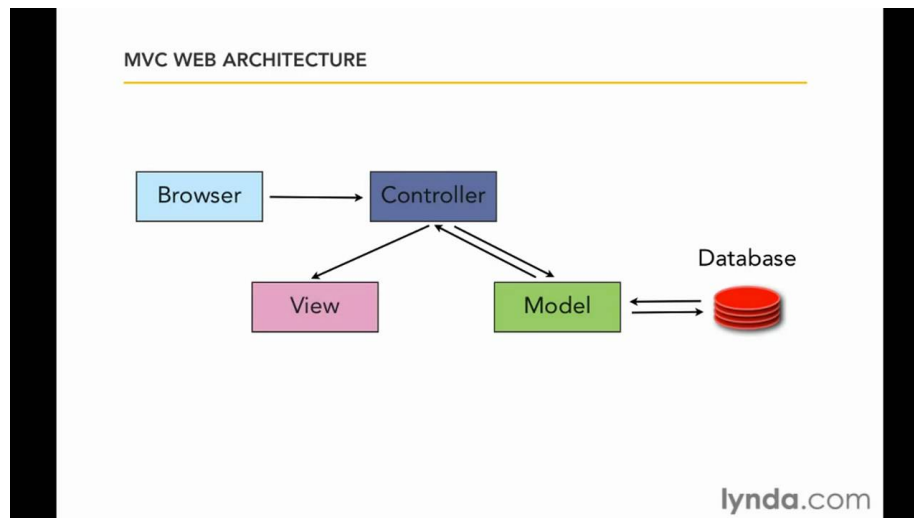 MVC WEB ARCHITECTURE
Browser
Controller
Database
View
Model
lynda.com